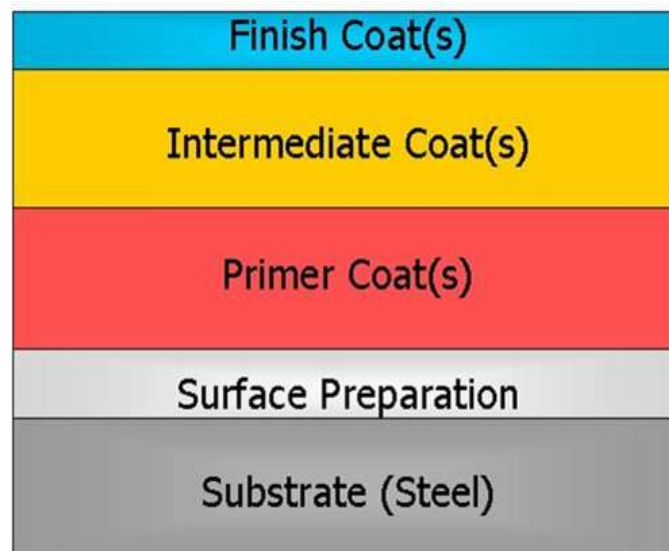 Finish Coat(s)
Intermediate Coat(s)
Primer Coat(s)
Surface Preparation
Substrate (Steel)